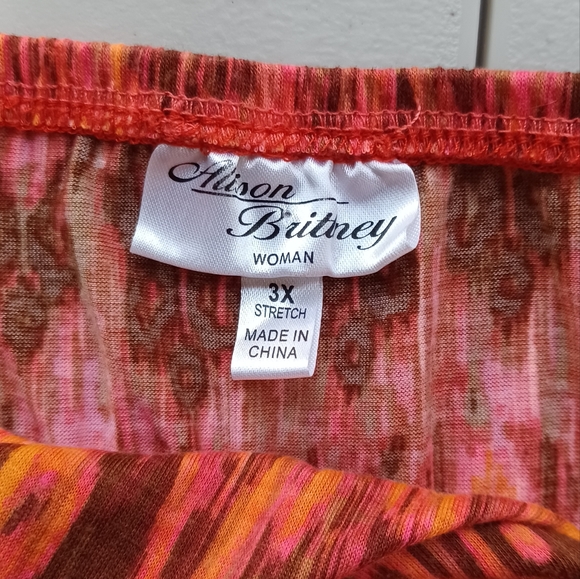 Alison
Britney
WOMAN
3X
STRETCH
MADE IN
CHINA